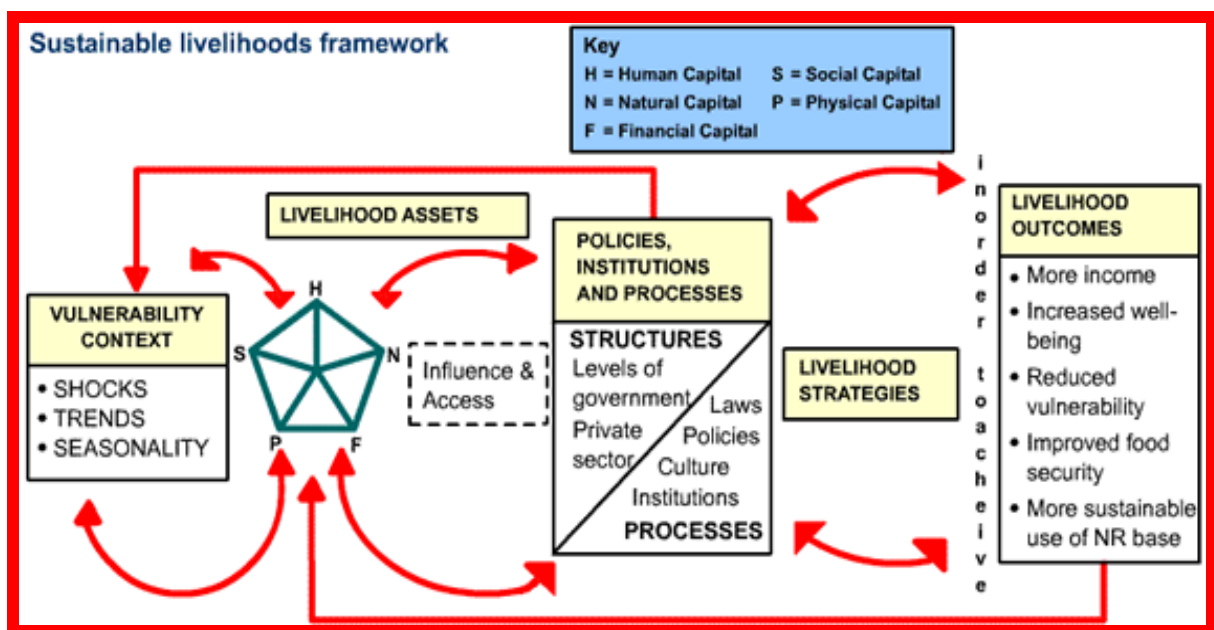 Sustainable livelihoods framework
Key
H = Human Capital S = Social Capital
N = Natural Capital P = Physical Capital
F = Financial Capital
LIVELIHOOD ASSETS
VULNERABILITY
CONTEXT
• SHOCKS
• TRENDS
• SEASONALITY
H
S
N
P
F
Influence &
Access
POLICIES,
INSTITUTIONS
AND PROCESSES
STRUCTURES
Levels of
government
Private
sector
Laws
Policies
Culture
Institutions
PROCESSES
LIVELIHOOD
STRATEGIES
inorder toacheive
LIVELIHOOD
OUTCOMES
• More income
• Increased well-
being
• Reduced
vulnerability
• Improved food
security
• More sustainable
use of NR base